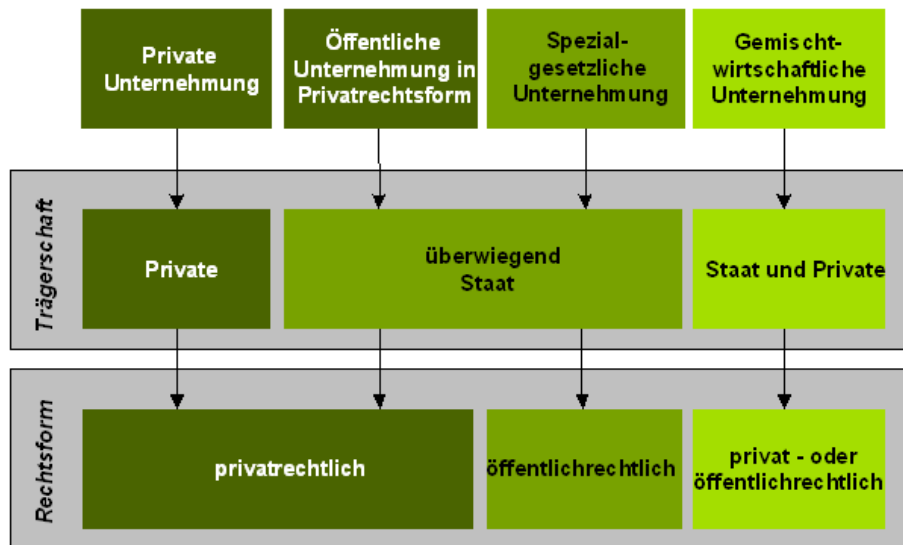 Private
Unternehmung
Öffentliche
Unternehmung in
Privatrechtsform
Spezial-
gesetzliche
Unternehmung
Gemischt-
wirtschaftliche
Unternehmung
Trägerschaft
Private
überwiegend
Staat
Staat und Private
Rechtsform
privatrechtlich
öffentlichrechtlich
privat - oder
öffentlichrechtlich